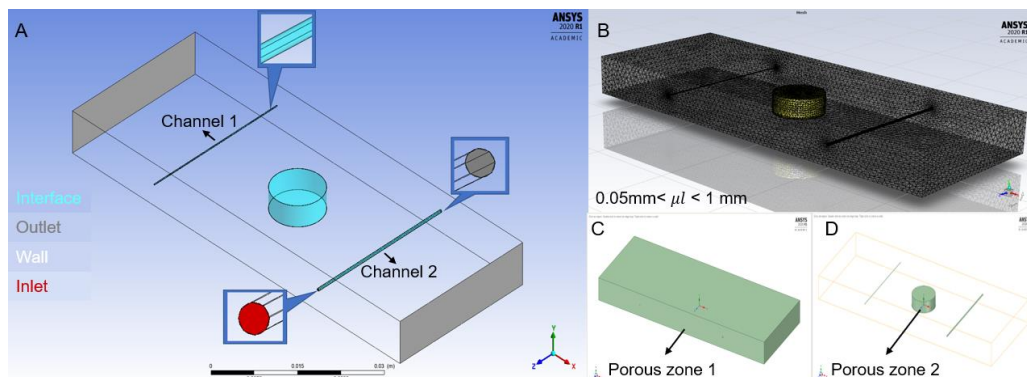 A
ANSYS
2020 R1
ACADEMIC
Channel 1
Interface
Outlet
Wall
Inlet
Channel 2
Y
Z
X
0.015
0.03 (m)
B
ANSYS
2020 R1
ACADEMIC
0.05mm< μl < 1 mm
C
ANSYS
Porous zone 1
D
ANSYS
Porous zone 2